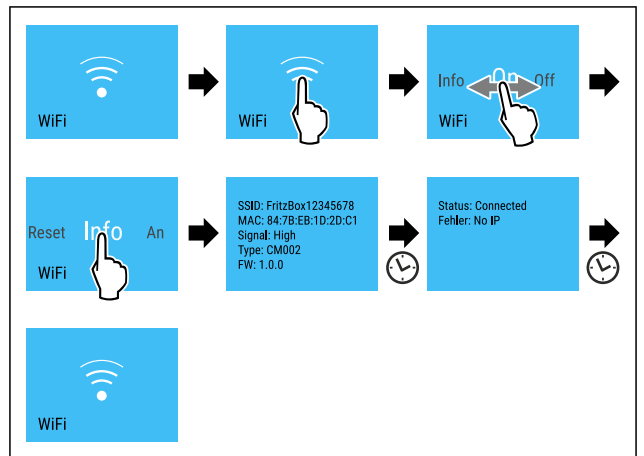 WiFi
WiFi
Info On Off
WiFi
Reset Info An
WiFi
SSID: FritzBox12345678
MAC: 84:7B:EB:1D:2D:C1
Signal: High
Type: CM002
FW: 1.0.0
Status: Connected
Fehler: No IP
WiFi